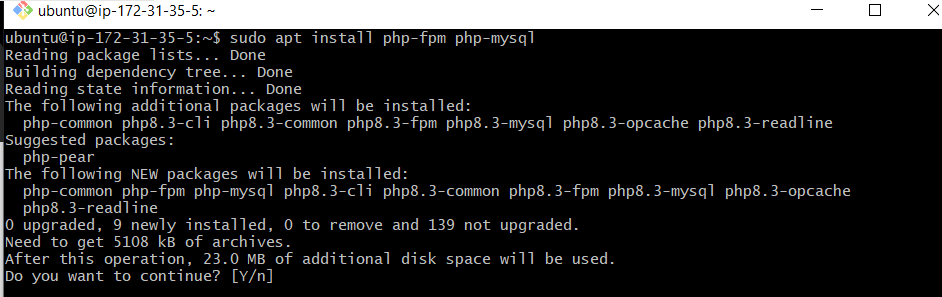 ubuntu@ip-172-31-35-5: ~
ubuntu@ip-172-31-35-5:~$ sudo apt install php-fpm php-mysql
Reading package lists... Done
Building dependency tree... Done
Reading state information... Done
The following additional packages will be installed:
  php-common php8.3-cli php8.3-common php8.3-fpm php8.3-mysql php8.3-opcache php8.3-readline
Suggested packages:
  php-pear
The following NEW packages will be installed:
  php-common php-fpm php-mysql php8.3-cli php8.3-common php8.3-fpm php8.3-mysql php8.3-opcache
  php8.3-readline
0 upgraded, 9 newly installed, 0 to remove and 139 not upgraded.
Need to get 5108 kB of archives.
After this operation, 23.0 MB of additional disk space will be used.
Do you want to continue? [Y/n]